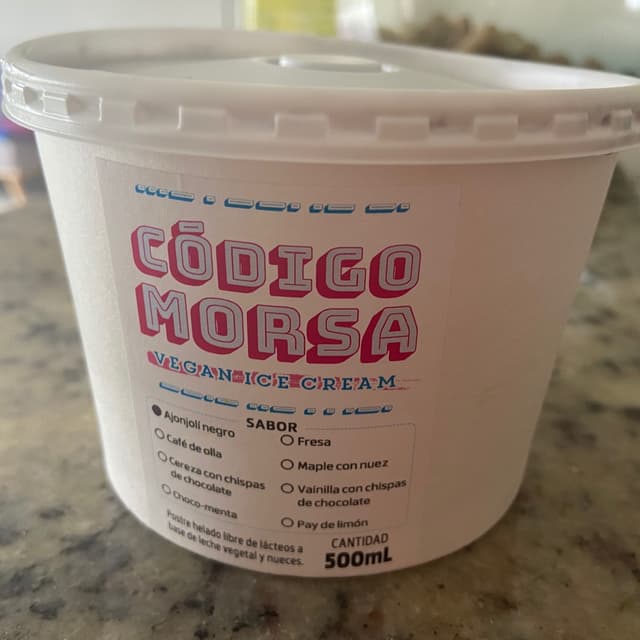 CÓDIGO
MORSA
VEGAN ICE CREAM
SABOR
Ajonjolí negro
Café de olla
Cereza con chispas
de chocolate
Choco-menta
Fresa
Maple con nuez
Vainilla con chispas
de chocolate
Pay de limón
Postre helado libre de lácteos a
base de leche vegetal y nueces.
CANTIDAD
500mL